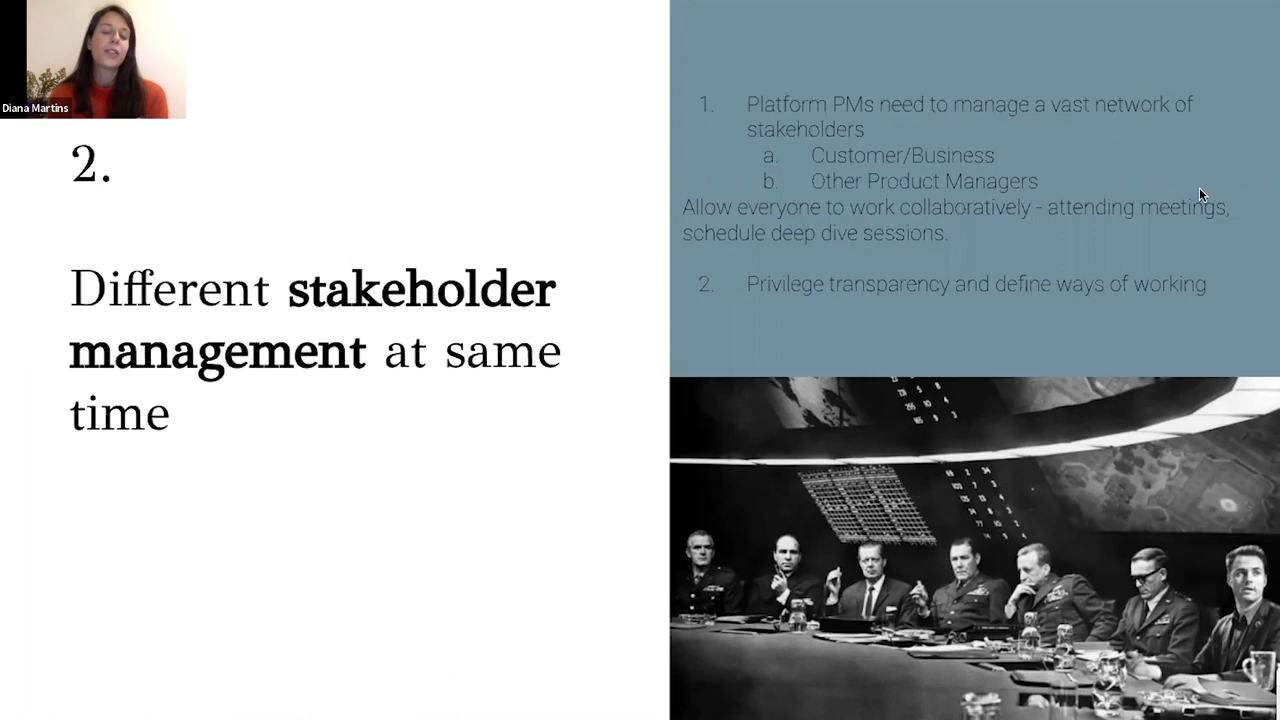 Diana Martins
2.
Different stakeholder
management at same
time
1. Platform PMs need to manage a vast network of
stakeholders
a. Customer/Business
b. Other Product Managers
Allow everyone to work collaboratively - attending meetings,
schedule deep dive sessions.
2. Privilege transparency and define ways of working